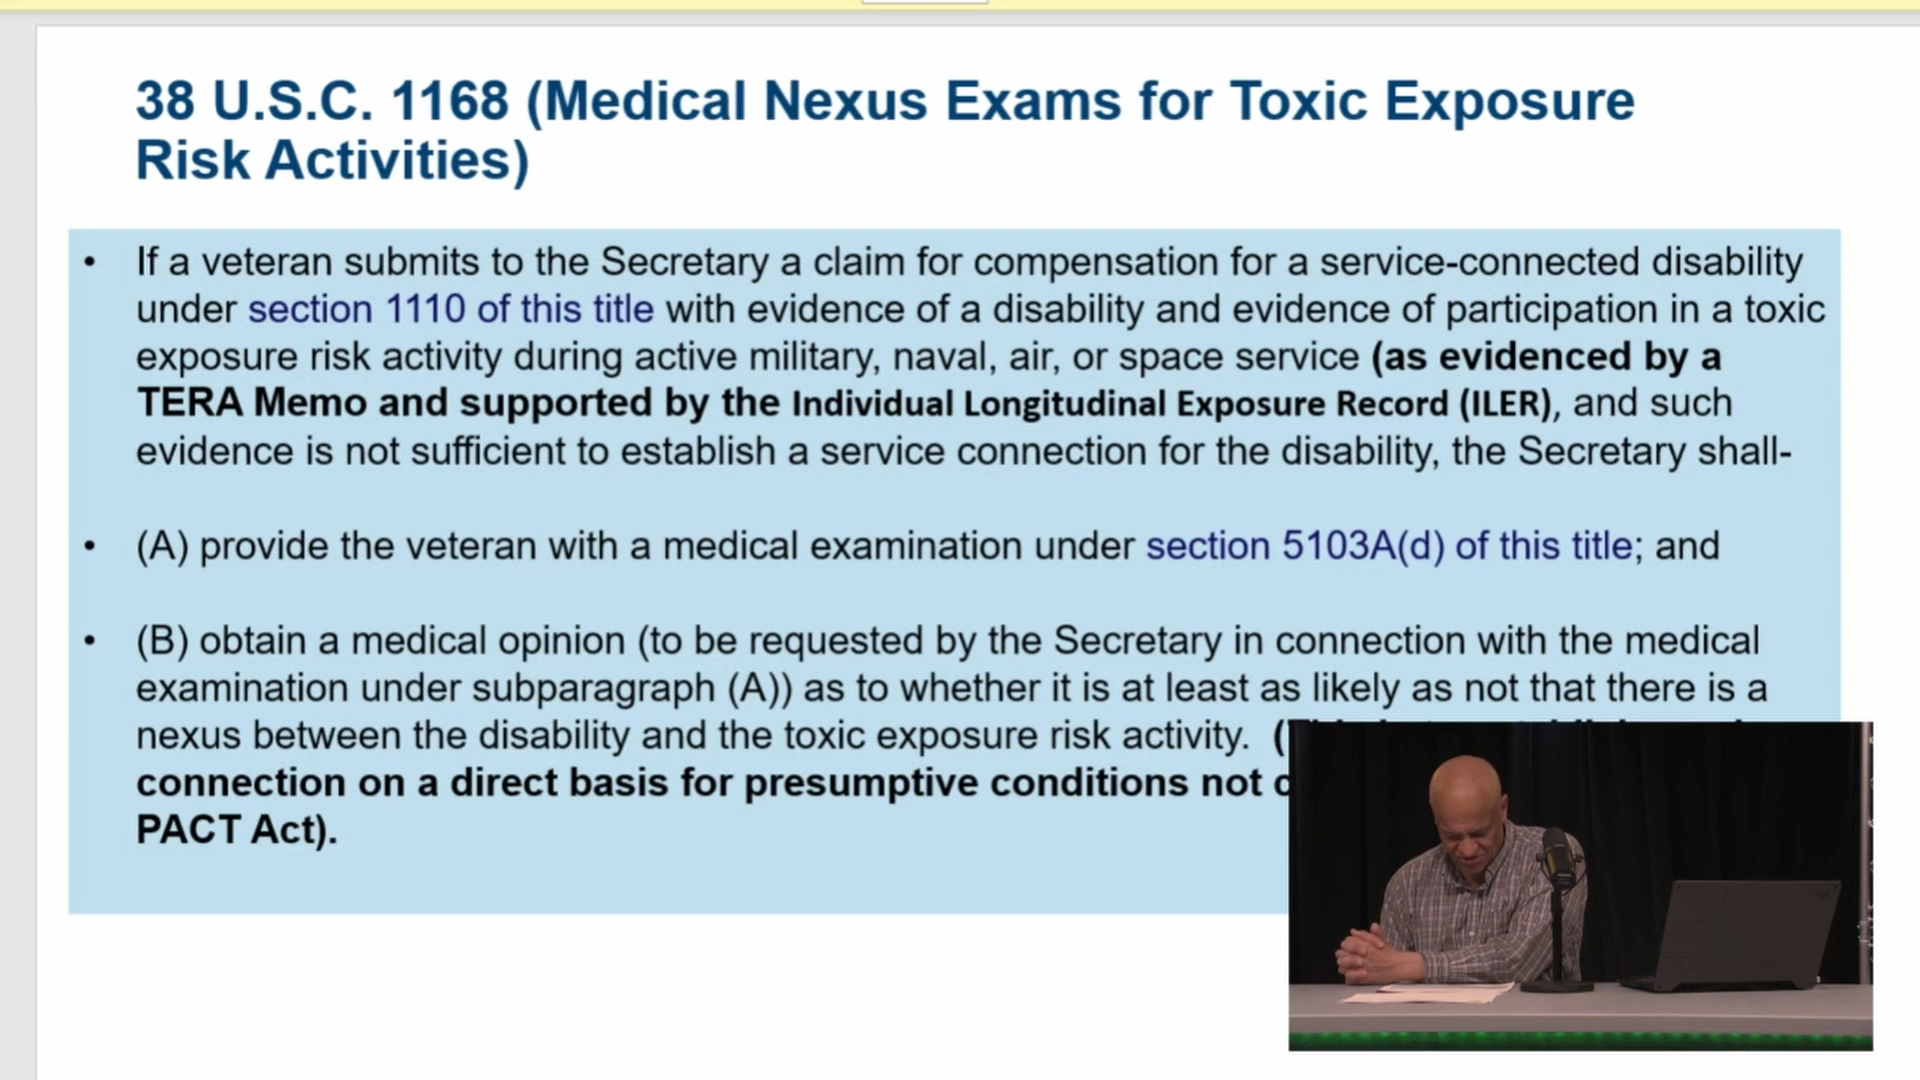 38 U.S.C. 1168 (Medical Nexus Exams for Toxic Exposure
Risk Activities)
• If a veteran submits to the Secretary a claim for compensation for a service-connected disability
under section 1110 of this title with evidence of a disability and evidence of participation in a toxic
exposure risk activity during active military, naval, air, or space service (as evidenced by a
TERA Memo and supported by the Individual Longitudinal Exposure Record (ILER), and such
evidence is not sufficient to establish a service connection for the disability, the Secretary shall-
• (A) provide the veteran with a medical examination under section 5103A(d) of this title; and
• (B) obtain a medical opinion (to be requested by the Secretary in connection with the medical
examination under subparagraph (A)) as to whether it is at least as likely as not that there is a
nexus between the disability and the toxic exposure risk activity. (
connection on a direct basis for presumptive conditions not
PACT Act).